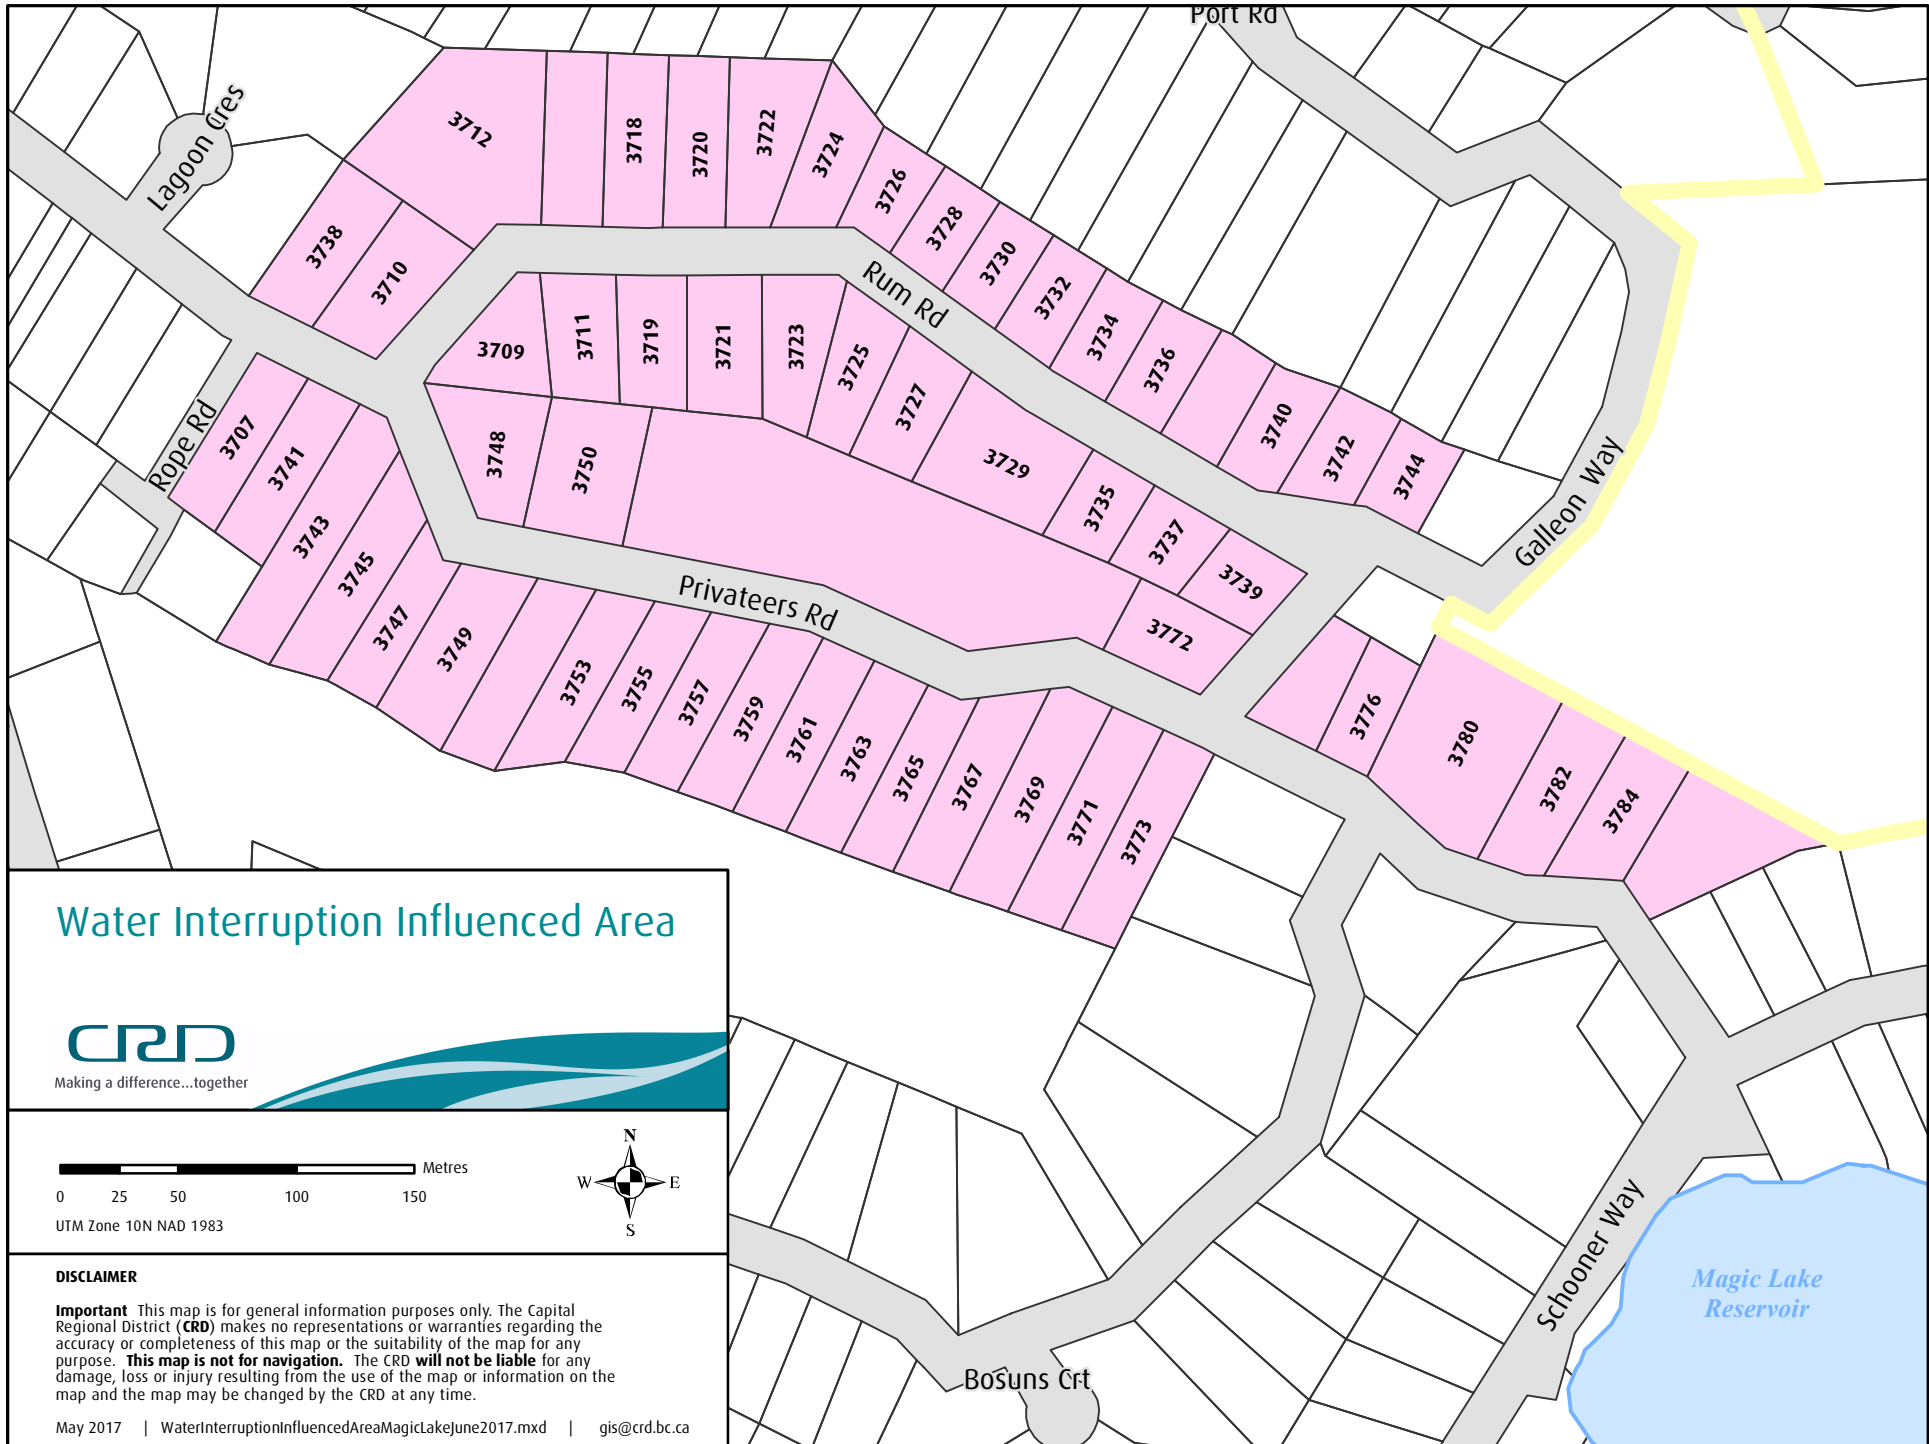 Port Rd
Lagoon Cres
3712
3718
3720
3722
3724
3726
3728
3730
3732
3734
3736
3738
3710
Rum Rd
3709
3711
3719
3721
3723
3725
3727
3729
3735
3737
3739
3740
3742
3744
Galleon Way
Rope Rd
3707
3741
3743
3745
3747
3749
3748
3750
Privateers Rd
3753
3755
3757
3759
3761
3763
3765
3767
3769
3771
3773
3772
3776
3780
3782
3784
Water Interruption Influenced Area
CRD
Making a difference...together
Metres
0 25 50 100 150
UTM Zone 10N NAD 1983
N
W E
S
DISCLAIMER
Important This map is for general information purposes only. The Capital
Regional District (CRD) makes no representations or warranties regarding the
accuracy or completeness of this map or the suitability of the map for any
purpose. This map is not for navigation. The CRD will not be liable for any
damage, loss or injury resulting from the use of the map or information on the
map and the map may be changed by the CRD at any time.
May 2017 | WaterInterruptionInfluencedAreaMagicLakeJune2017.mxd | gis@crd.bc.ca
Bosuns Crt
Schooner Way
Magic Lake
Reservoir